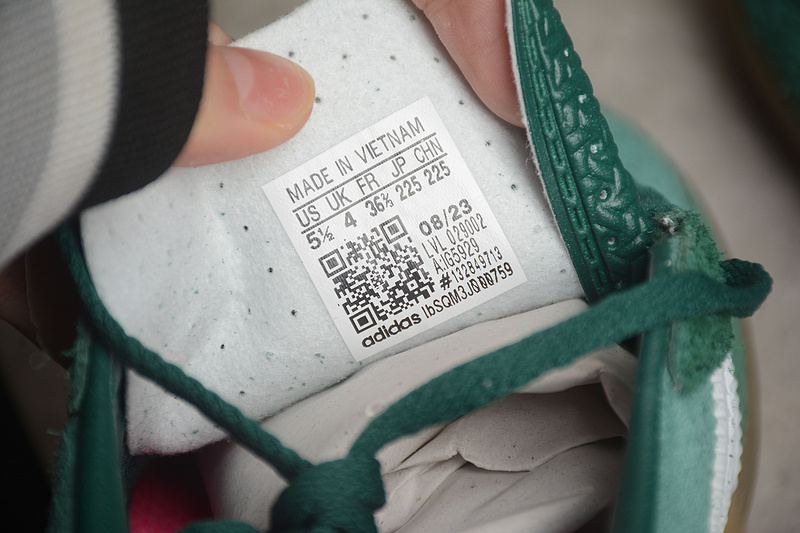 MADE IN VIETNAM
US UK FR JP CHN
5½ 4 36⅔ 225 225
08/23
LVL 029002
#132849713
adidas